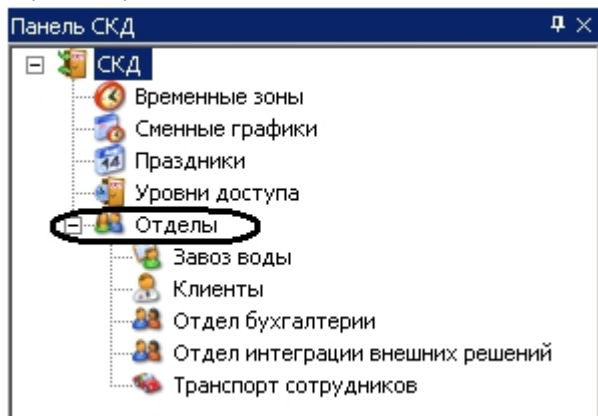 Панель СКД
СКД
Временные зоны
Сменные графики
Праздники
Уровни доступа
Отделы
Завоз воды
Клиенты
Отдел бухгалтерии
Отдел интеграции внешних решений
Транспорт сотрудников